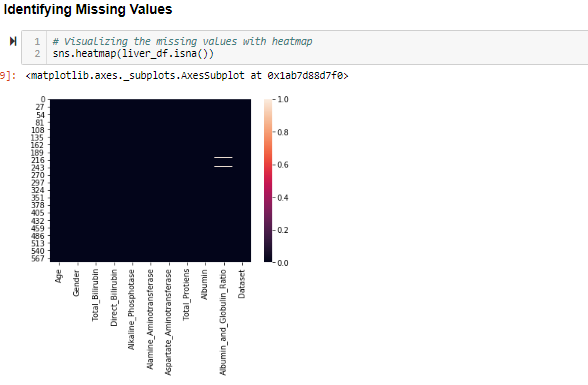 Identifying Missing Values
1 # Visualizing the missing values with heatmap
2 sns.heatmap(liver_df.isna())
9]: <matplotlib.axes._subplots.AxesSubplot at 0x1ab7d88d7f0>
0
27
54
81
108
135
162
189
216
243
270
297
324
351
378
405
432
459
486
513
540
567
1.0
0.8
0.6
0.4
0.2
0.0
Age
Gender
Total_Bilirubin
Direct_Bilirubin
Alkaline_Phosphotase
Alamine_Aminotransferase
Aspartate_Aminotransferase
Total_Protiens
Albumin
Albumin_and_Globulin_Ratio
Dataset